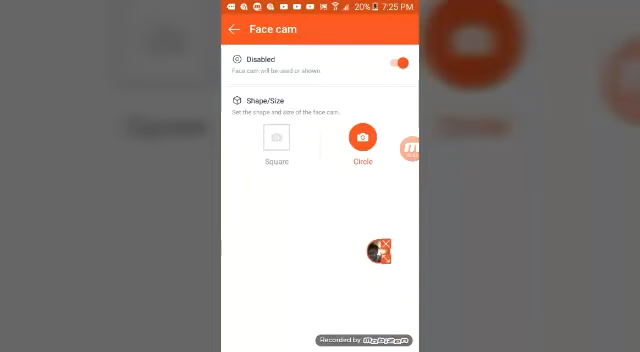 20% 7:25 PM
Face cam
Disabled
Face cam will be used or shown
Shape/Size
Set the shape and size of the face cam.
Square
Circle
Recorded by mobizen